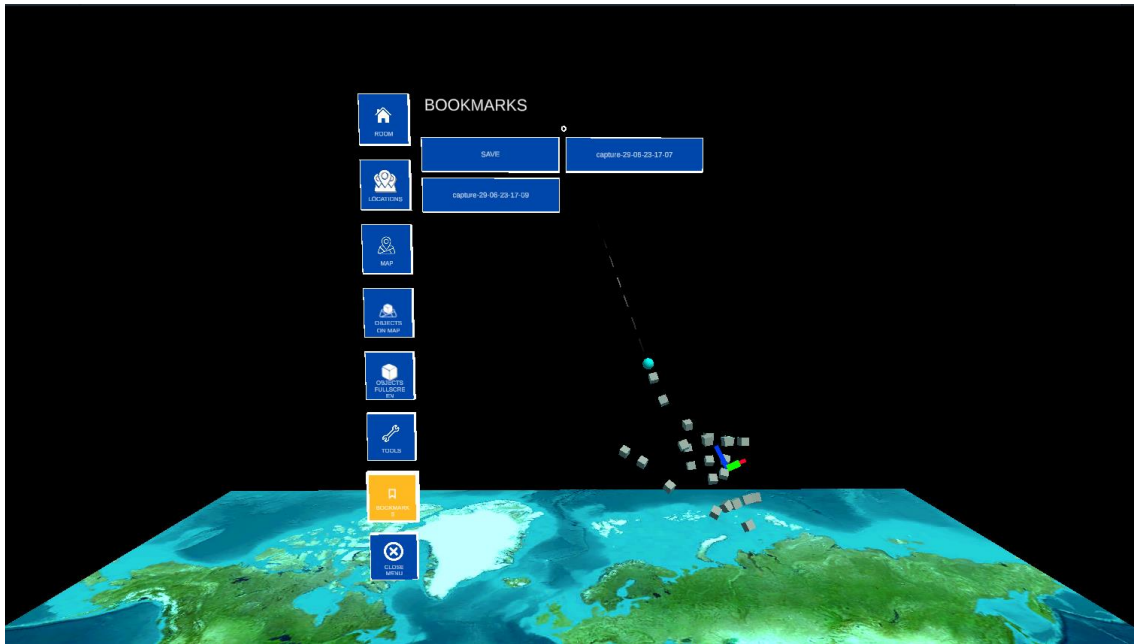 BOOKMARKS
ROOM
SAVE
capture-29-06-23-17-07
capture-29-06-23-17-09
LOCATIONS
MAP
OBJECTS
ON MAP
OBJECTS
FULLSCRE
EN
TOOLS
BOOKMARK
S
CLOSE
MENU